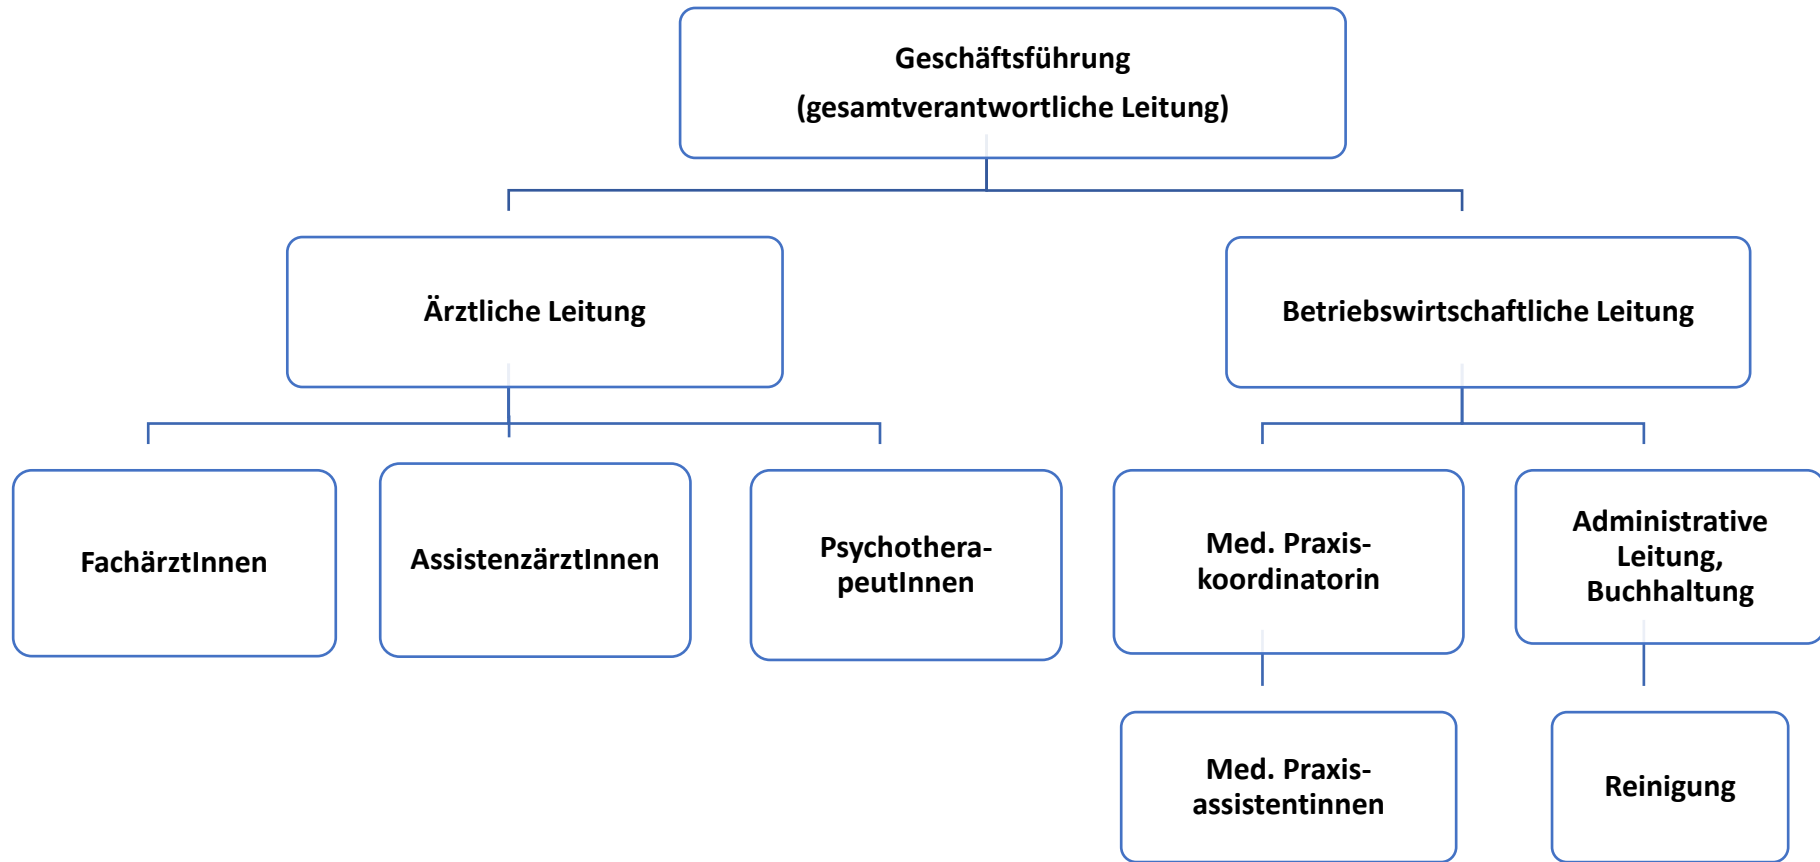 Geschäftsführung
(gesamtverantwortliche Leitung)
Ärztliche Leitung
Betriebswirtschaftliche Leitung
FachärztInnen
AssistenzärztInnen
Psychothera-
peutInnen
Med. Praxis-
koordinatorin
Administrative
Leitung,
Buchhaltung
Med. Praxis-
assistentinnen
Reinigung